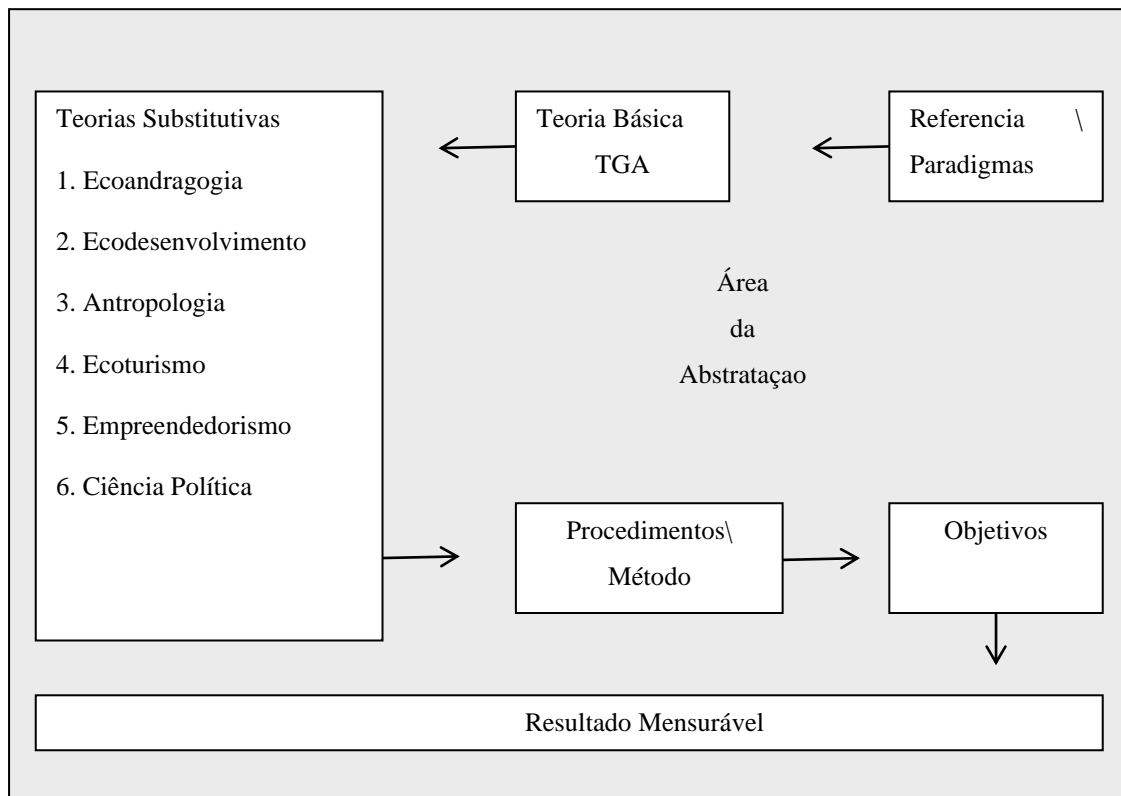 Teorias Substitutivas
1. Ecoandragogia
2. Ecodesenvolvimento
3. Antropologia
4. Ecoturismo
5. Empreendedorismo
6. Ciência Política
Teoria Básica
TGA
Referencia \
Paradigmas
Área
da
Abstrataçao
Procedimentos\
Método
Objetivos
Resultado Mensurável